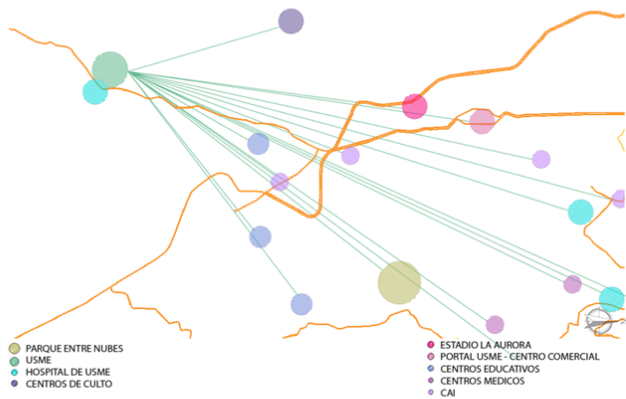 PARQUE ENTRE NUBES
USME
HOSPITAL DE USME
CENTROS DE CULTO
ESTADIO LA AURORA
PORTAL USME - CENTRO COMERCIAL
CENTROS EDUCATIVOS
CENTROS MEDICOS
CAI